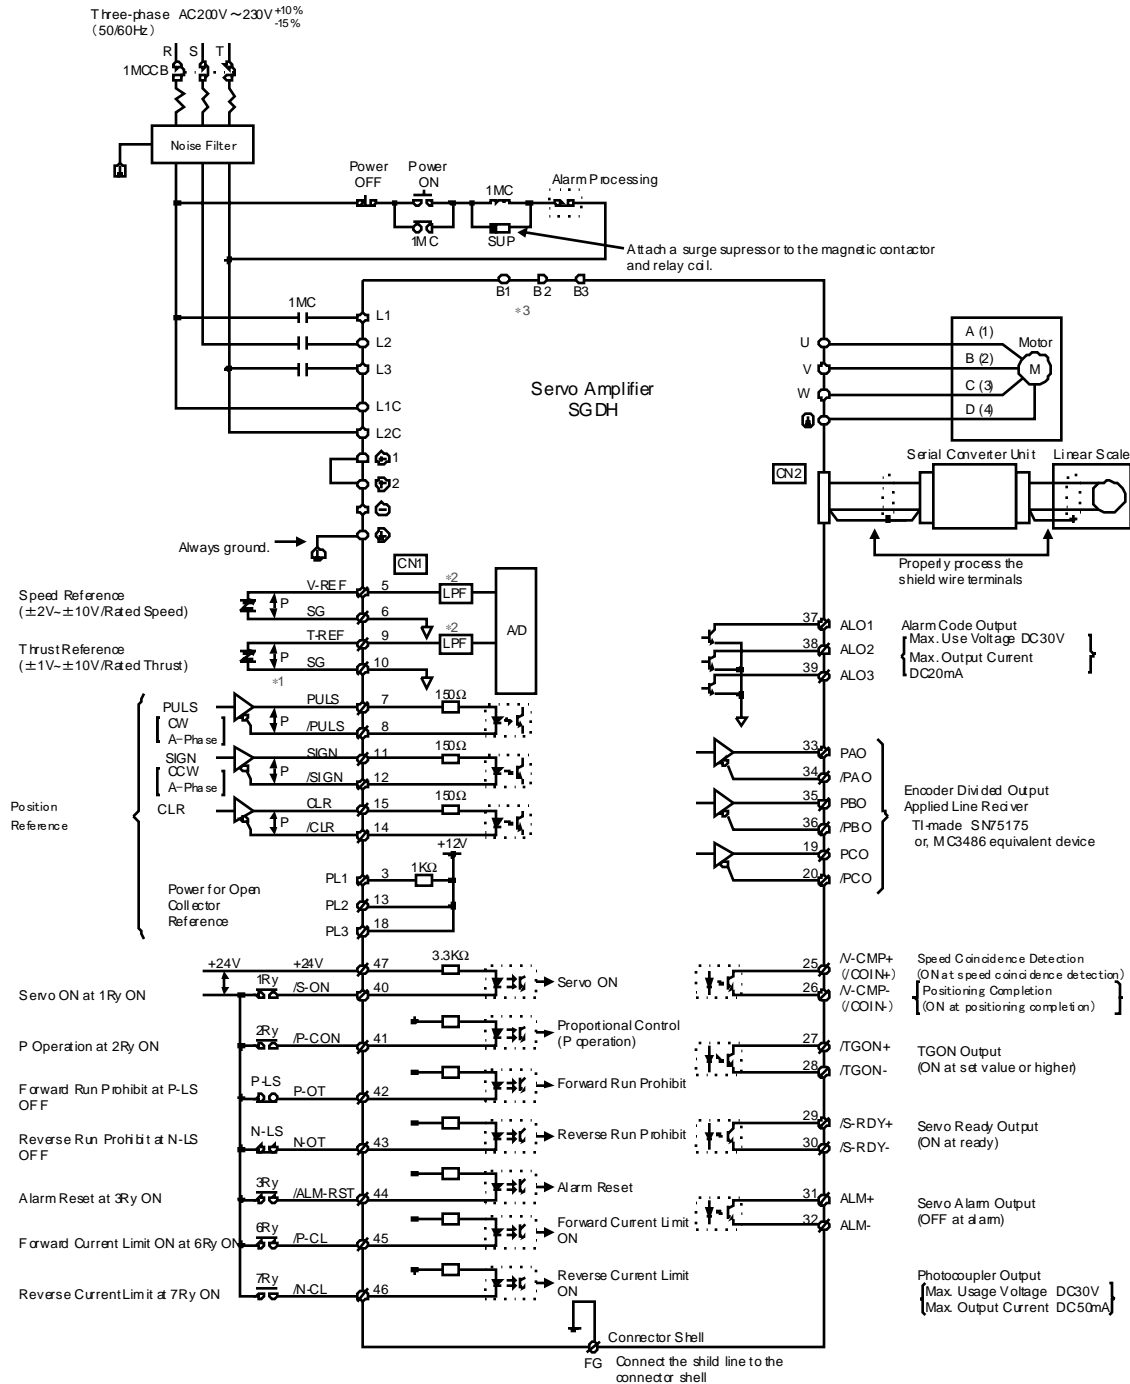 Three-phase AC200V～230V +10% -15%
(50/60Hz)
R S T
1MCCB
Noise Filter
Power OFF
Power ON
1MC
Alarm Processing
1MC
SUP
Attach a surge supressor to the magnetic contactor
and relay coil.
B1 B2 B3
*3
1MC
L1
L2
L3
L1C
L2C
1
2
Servo Amplifier
SGDH
U
V
W
A (1)
B (2)
C (3)
D (4)
Motor
M
CN2
Serial Converter Unit
Linear Scale
Properly process the
shield wire terminals
Always ground.
CN1
Speed Reference
(±2V~±10V/Rated Speed)
V-REF 5
*2
LPF
P
SG 6
Thrust Reference
(±1V~±10V/Rated Thrust)
T-REF 9
*2
LPF
P
SG 10
*1
A/D
PULS
CW
A-Phase
PULS 7
150Ω
P
/PULS 8
SIGN
CCW
A-Phase
SIGN 11
150Ω
P
/SIGN 12
CLR
CLR 15
150Ω
P
/CLR 14
Position
Reference
+12V
PL1 3
1KΩ
PL2 13
PL3 18
Power for Open
Collector
Reference
+24V
+24V 47
3.3KΩ
Servo ON at 1Ry ON
1Ry
/S-ON 40
Servo ON
P Operation at 2Ry ON
2Ry
/P-CON 41
Proportional Control
(P operation)
Forward Run Prohibit at P-LS
OFF
P-LS
P-OT 42
Forward Run Prohibit
Reverse Run Prohibit at N-LS
OFF
N-LS
N-OT 43
Reverse Run Prohibit
Alarm Reset at 3Ry ON
3Ry
/ALM-RST 44
Alarm Reset
Forward Current Limit ON at 6Ry ON
6Ry
/P-CL 45
Forward Current Limit
ON
Reverse Current Limit at 7Ry ON
7Ry
/N-CL 46
Reverse Current Limit
ON
37 ALO1
38 ALO2
39 ALO3
Alarm Code Output
Max. Use Voltage DC30V
Max. Output Current
DC20mA
33 PAO
34 /PAO
35 PBO
36 /PBO
19 PCO
20 /PCO
Encoder Divided Output
Applied Line Reciver
TI-made SN75175
or, MC3486 equivalent device
25 /V-CMP+
(/COIN+)
26 /V-CMP-
(/COIN-)
Speed Coincidence Detection
(ON at speed coincidence detection)
Positioning Completion
(ON at positioning completion)
27 /TGON+
28 /TGON-
TGON Output
(ON at set value or higher)
29 /S-RDY+
30 /S-RDY-
Servo Ready Output
(ON at ready)
31 ALM+
32 ALM-
Servo Alarm Output
(OFF at alarm)
Photocoupler Output
Max. Usage Voltage DC30V
Max. Output Current DC50mA
Connector Shell
FG
Connect the shild line to the
connector shell